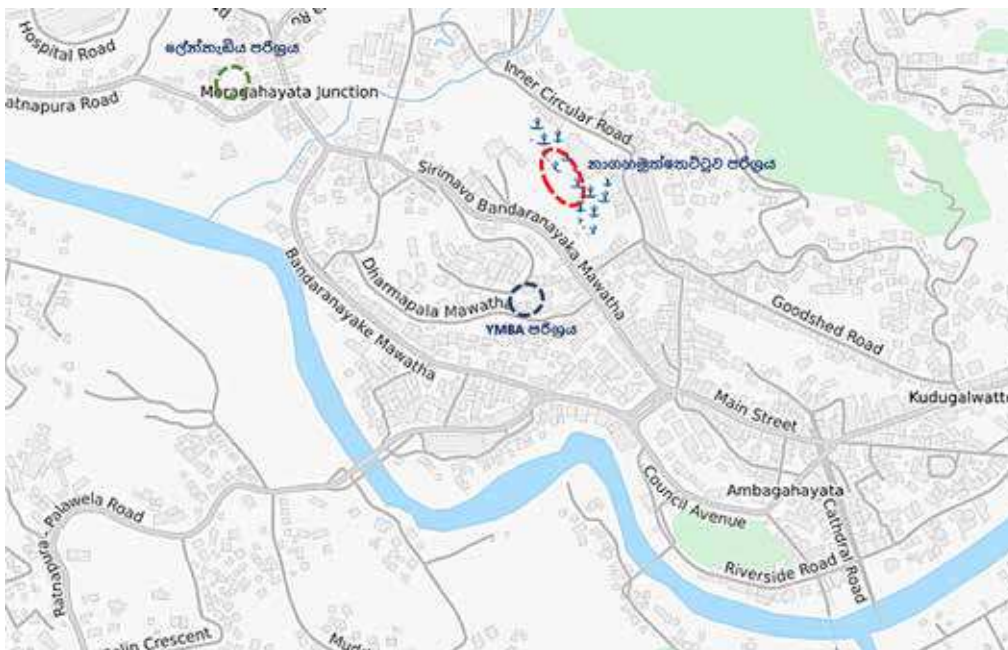 Hospital Road
ලේන්තැඩිය පරිශ්‍රය
Moragahayata Junction
Ratnapura Road
Inner Circular Road
නාගහමුත්තෙට්ටුව පරිශ්‍රය
Sirimavo Bandaranayaka Mawatha
Bandaranayake Mawatha
Dharmapala Mawatha
YMBA පරිශ්‍රය
Goodshed Road
Kudugalwatte
Main Street
Ambagahayata
Council Avenue
Cathdral Road
Riverside Road
Ratnapura - Palawela Road
Crescent